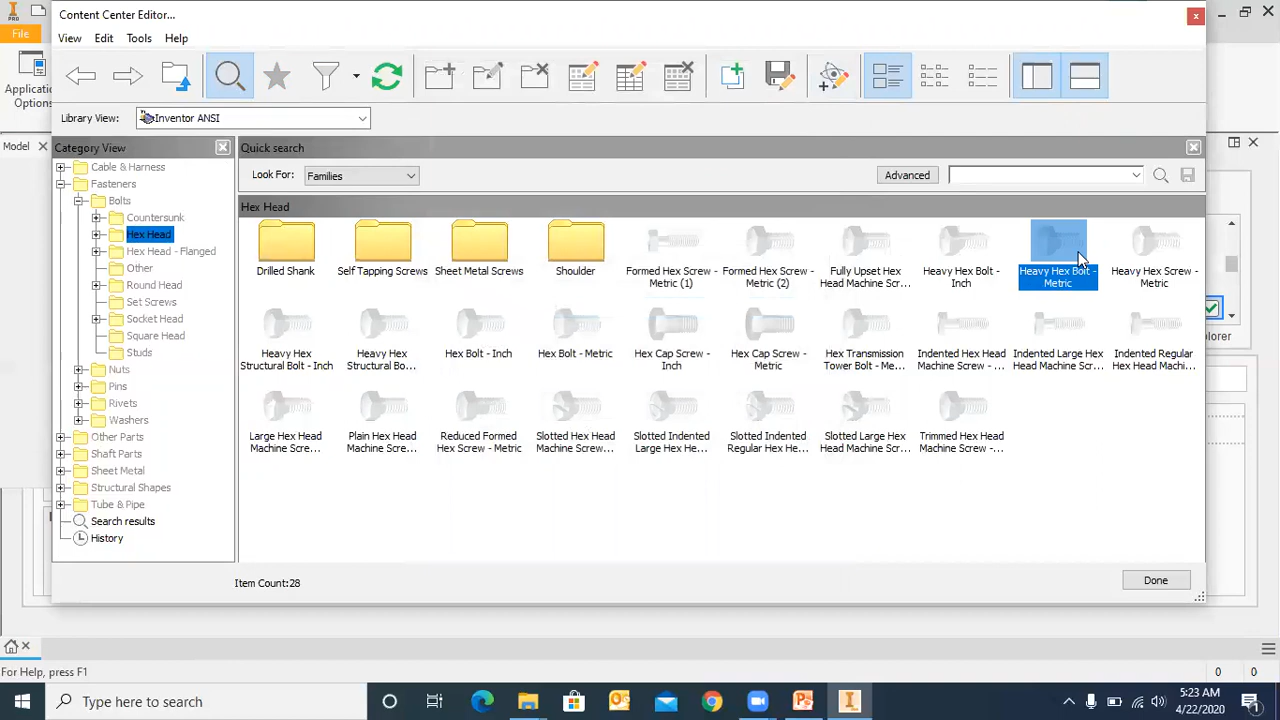 Content Center Editor...
PRO
File
View Edit Tools Help
Application
Options
Library View: Inventor ANSI
Model
Category View
Quick search
Look For: Families
Advanced
Hex Head
Cable & Harness
Fasteners
Bolts
Countersunk
Hex Head
Hex Head - Flanged
Other
Round Head
Set Screws
Socket Head
Square Head
Studs
Nuts
Pins
Rivets
Washers
Other Parts
Shaft Parts
Sheet Metal
Structural Shapes
Tube & Pipe
Search results
History
Drilled Shank
Self Tapping Screws
Sheet Metal Screws
Shoulder
Formed Hex Screw -
Metric (1)
Formed Hex Screw -
Metric (2)
Fully Upset Hex
Head Machine Scr...
Heavy Hex Bolt -
Inch
Heavy Hex Bolt -
Metric
Heavy Hex Screw -
Metric
Heavy Hex
Structural Bolt - Inch
Heavy Hex
Structural Bo...
Hex Bolt - Inch
Hex Bolt - Metric
Hex Cap Screw -
Inch
Hex Cap Screw -
Metric
Hex Transmission
Tower Bolt - Me...
Indented Hex Head
Machine Screw - ...
Indented Large Hex
Head Machine Scr...
Indented Regular
Hex Head Machi...
Large Hex Head
Machine Scre...
Plain Hex Head
Machine Scre...
Reduced Formed
Hex Screw - Metric
Slotted Hex Head
Machine Screw...
Slotted Indented
Large Hex He...
Slotted Indented
Regular Hex He...
Slotted Large Hex
Head Machine Scr...
Trimmed Hex Head
Machine Screw -...
Item Count:28
Done
plorer
For Help, press F1
0 0
Type here to search
5:23 AM
4/22/2020
1